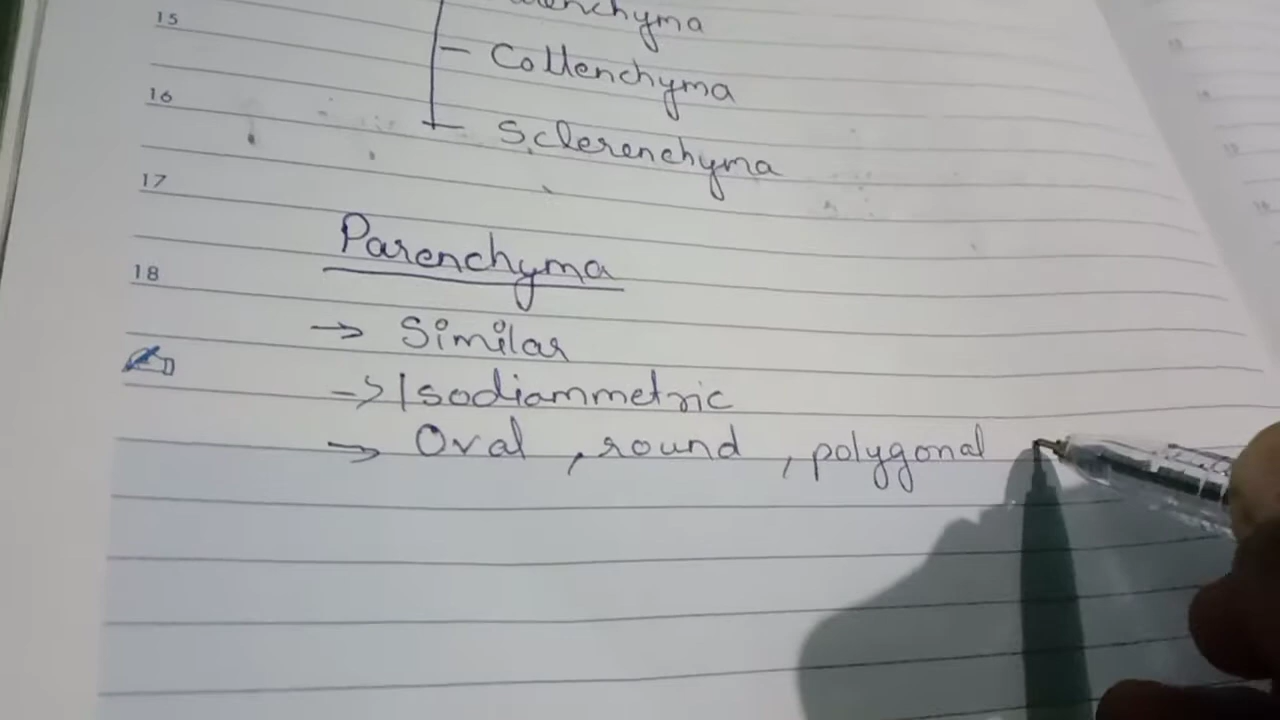 15
Collenchyma
16
Sclerenchyma
17
Parenchyma
18
→ Similar
→ Isodiammetric
→ Oval , round , polygonal